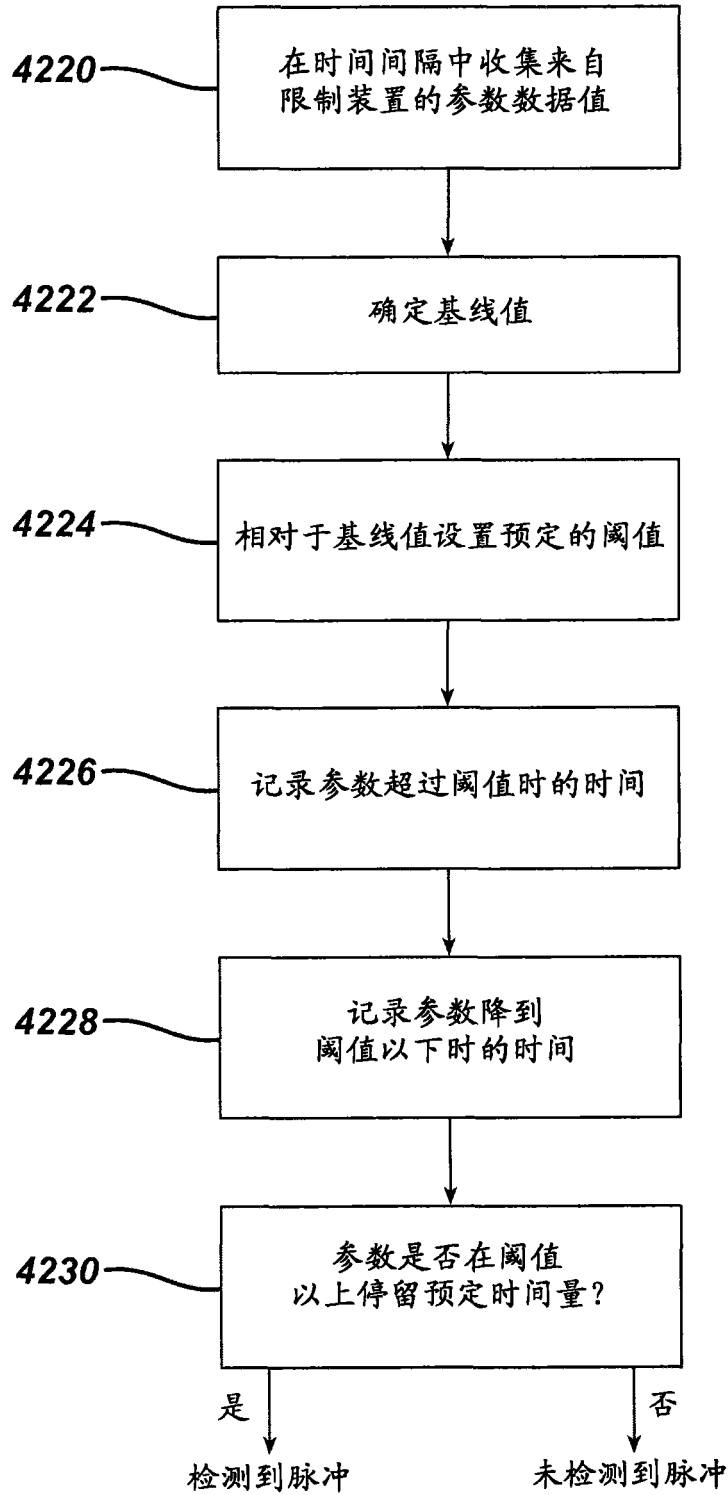 4220
在时间间隔中收集来自
限制装置的参数数据值
4222
确定基线值
4224
相对于基线值设置预定的阈值
4226
记录参数超过阈值时的时间
4228
记录参数降到
阈值以下时的时间
4230
参数是否在阈值
以上停留预定时间量?
是
否
检测到脉冲
未检测到脉冲